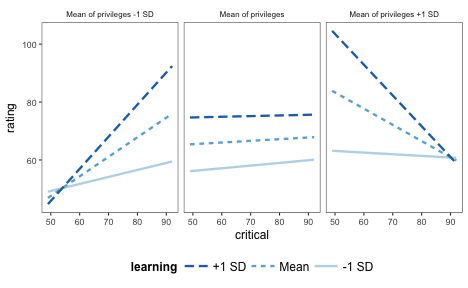 Mean of privileges -1 SD Mean of privileges Mean of privileges +1 SD
rating
100
80
60
50 60 70 80 90 50 60 70 80 90 50 60 70 80 90
critical
learning +1 SD Mean -1 SD